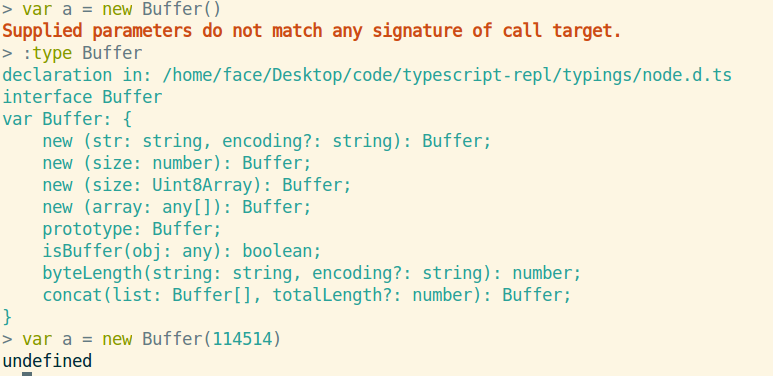 > var a = new Buffer()
Supplied parameters do not match any signature of call target.
> :type Buffer
declaration in: /home/face/Desktop/code/typescript-repl/typings/node.d.ts
interface Buffer
var Buffer: {
    new (str: string, encoding?: string): Buffer;
    new (size: number): Buffer;
    new (size: Uint8Array): Buffer;
    new (array: any[]): Buffer;
    prototype: Buffer;
    isBuffer(obj: any): boolean;
    byteLength(string: string, encoding?: string): number;
    concat(list: Buffer[], totalLength?: number): Buffer;
}
> var a = new Buffer(114514)
undefined